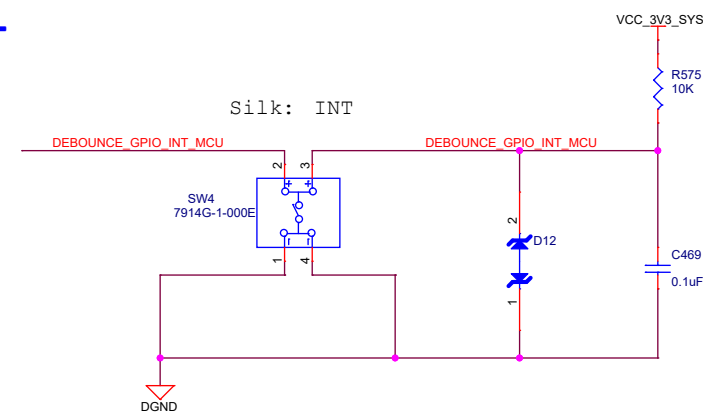 VCC_3V3_SYS
R575
10K
Silk: INT
DEBOUNCE_GPIO_INT_MCU
DEBOUNCE_GPIO_INT_MCU
2
3
SW4
7914G-1-000E
+
+
1
4
2
D12
1
C469
0.1uF
DGND